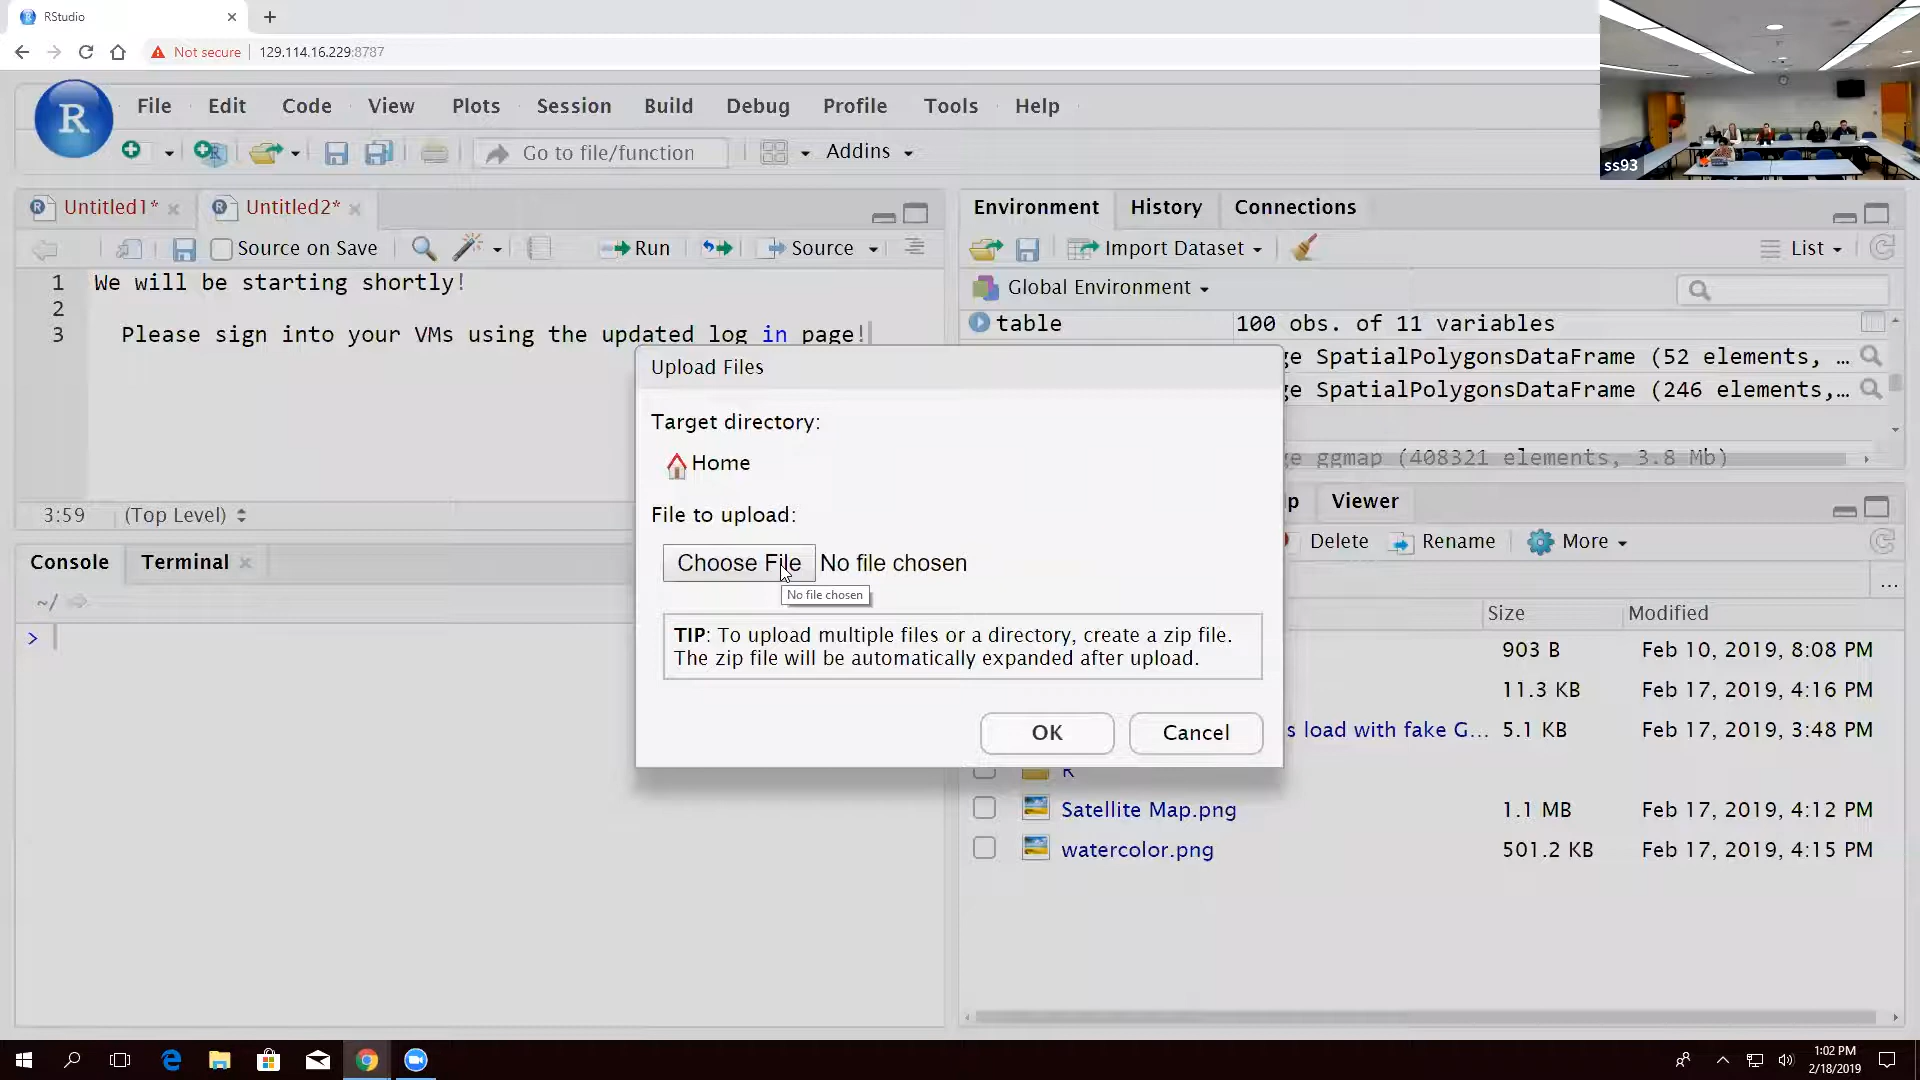 RStudio
Not secure 129.114.16.229:8787
ss93
R File Edit Code View Plots Session Build Debug Profile Tools Help
Go to file/function Addins
Untitled1* Untitled2*
Source on Save Run Source
1 We will be starting shortly!
2
3 Please sign into your VMs using the updated log in page!
3:59 (Top Level)
Console Terminal
~/
>
Environment History Connections
Import Dataset List
Global Environment
table 100 obs. of 11 variables
ge SpatialPolygonsDataFrame (52 elements, …
ge SpatialPolygonsDataFrame (246 elements,…
ge ggmap (408321 elements, 3.8 Mb)
Upload Files
Target directory:
Home
File to upload:
Choose File No file chosen
No file chosen
TIP: To upload multiple files or a directory, create a zip file.
The zip file will be automatically expanded after upload.
OK Cancel
p Viewer
Delete Rename More
...
Size Modified
903 B Feb 10, 2019, 8:08 PM
11.3 KB Feb 17, 2019, 4:16 PM
s load with fake G... 5.1 KB Feb 17, 2019, 3:48 PM
R
Satellite Map.png 1.1 MB Feb 17, 2019, 4:12 PM
watercolor.png 501.2 KB Feb 17, 2019, 4:15 PM
1:02 PM
2/18/2019